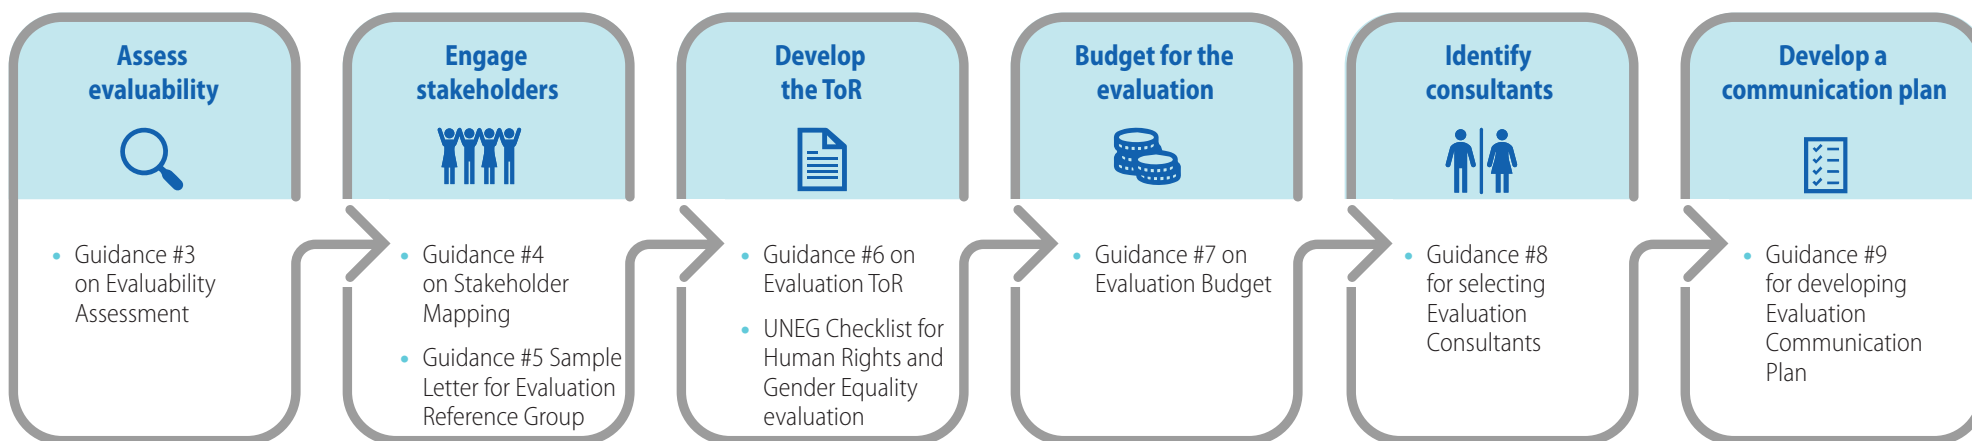 Assess
evaluability
• Guidance #3
on Evaluability
Assessment
Engage
stakeholders
• Guidance #4
on Stakeholder
Mapping
• Guidance #5 Sample
Letter for Evaluation
Reference Group
Develop
the ToR
• Guidance #6 on
Evaluation ToR
• UNEG Checklist for
Human Rights and
Gender Equality
evaluation
Budget for the
evaluation
• Guidance #7 on
Evaluation Budget
Identify
consultants
• Guidance #8
for selecting
Evaluation
Consultants
Develop a
communication plan
• Guidance #9
for developing
Evaluation
Communication
Plan